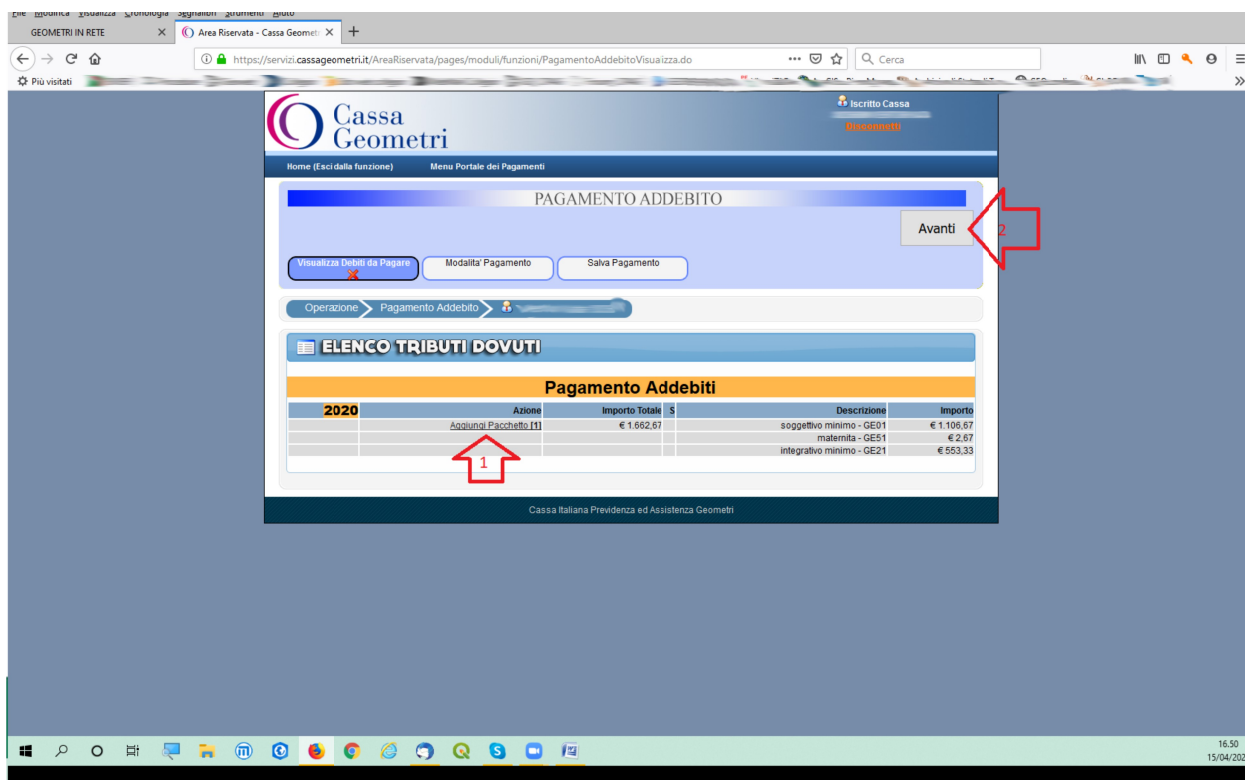 File Modifica Visualizza Cronologia Segnalibri Strumenti Aiuto
GEOMETRI IN RETE
Area Riservata - Cassa Geometr
https://servizi.cassageometri.it/AreaRiservata/pages/moduli/funzioni/PagamentoAddebitoVisualizza.do
Cerca
Più visitati
Cassa
Geometri
Iscritto Cassa
Disconnetti
Home (Esci dalla funzione) Menu Portale dei Pagamenti
PAGAMENTO ADDEBITO
Avanti
2
Visualizza Debiti da Pagare
Modalita' Pagamento
Salva Pagamento
Operazione Pagamento Addebito
ELENCO TRIBUTI DOVUTI
Pagamento Addebiti
2020 Azione Importo Totale S Descrizione Importo
Aggiungi Pacchetto [1] € 1.662,67 soggettivo minimo - GE01 € 1.106,67
maternita - GE51 € 2,67
integrativo minimo - GE21 € 553,33
1
Cassa Italiana Previdenza ed Assistenza Geometri
16.50
15/04/202